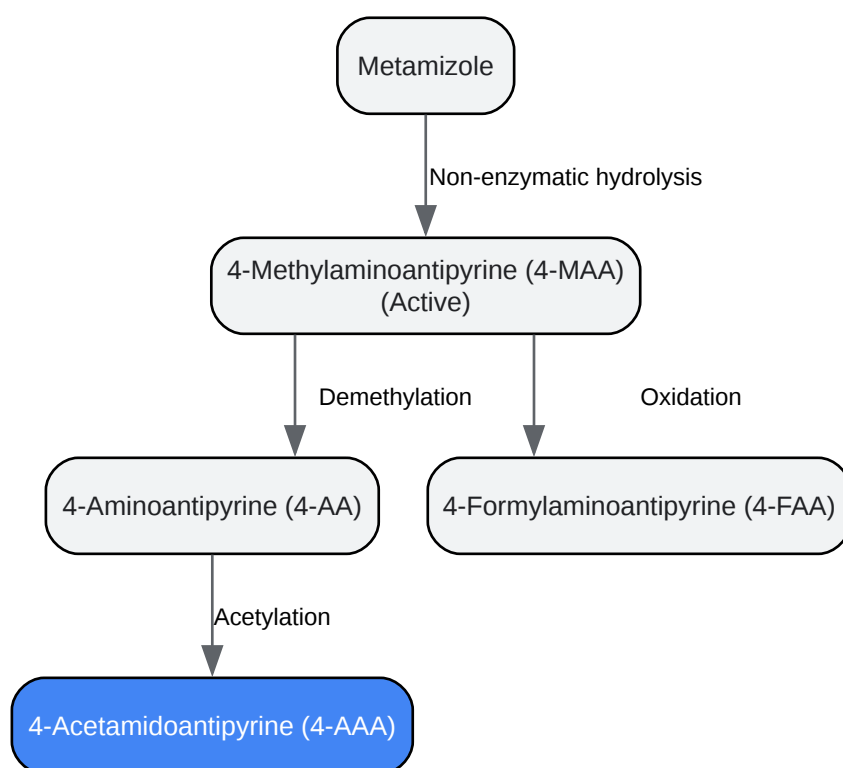 Metamizole
Non-enzymatic hydrolysis
4-Methylaminoantipyrine (4-MAA)
(Active)
Demethylation
Oxidation
4-Aminoantipyrine (4-AA)
4-Formylaminoantipyrine (4-FAA)
Acetylation
4-Acetamidoantipyrine (4-AAA)